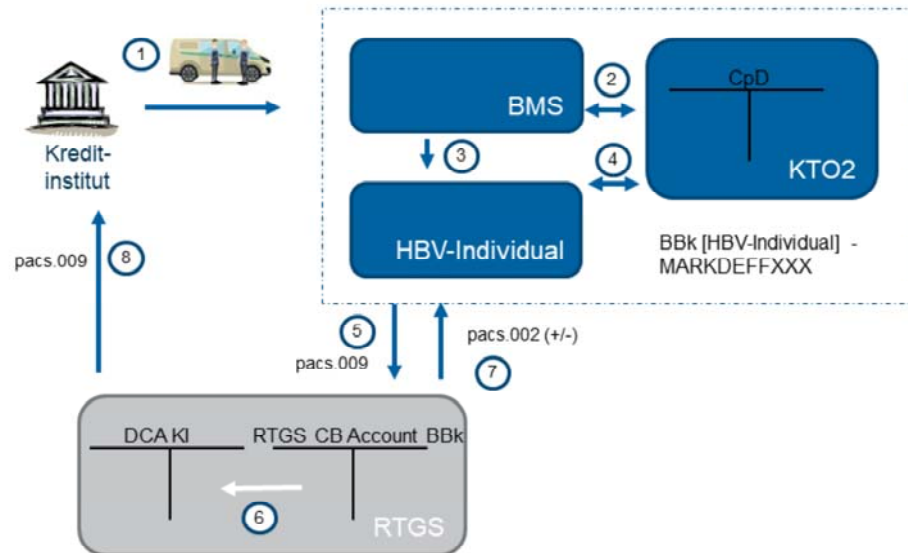 1
Kredit-
institut
BMS
2
CpD
KTO2
3
4
HBV-Individual
BBk [HBV-Individual] -
MARKDEFFXXX
pacs.009
8
5
pacs.009
pacs.002 (+/-)
7
DCA KI
RTGS CB Account BBk
6
RTGS